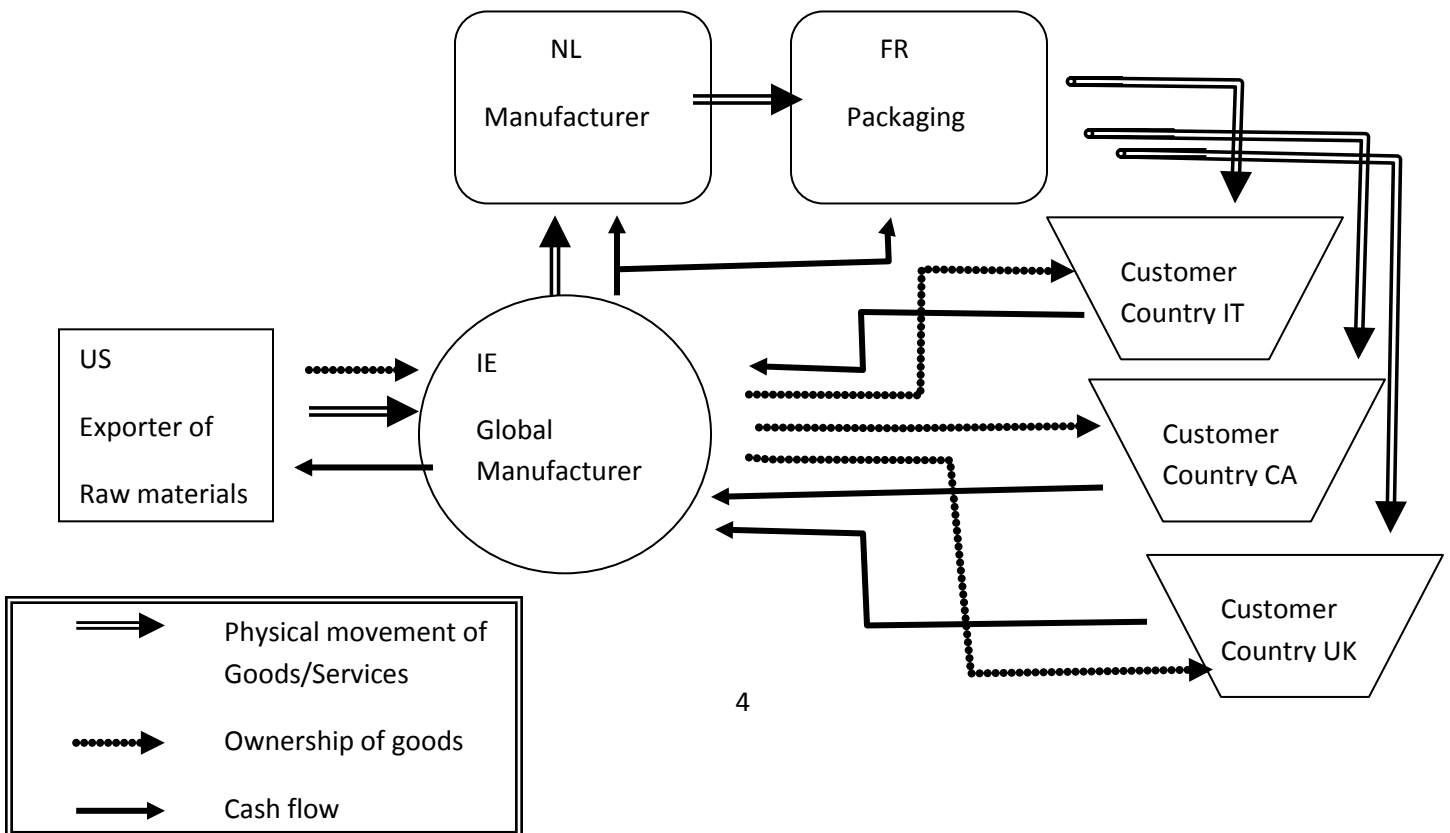 NL
Manufacturer
FR
Packaging
Customer
Country IT
US
Exporter of
Raw materials
IE
Global
Manufacturer
Customer
Country CA
Customer
Country UK
Physical movement of
Goods/Services
Ownership of goods
Cash flow
4